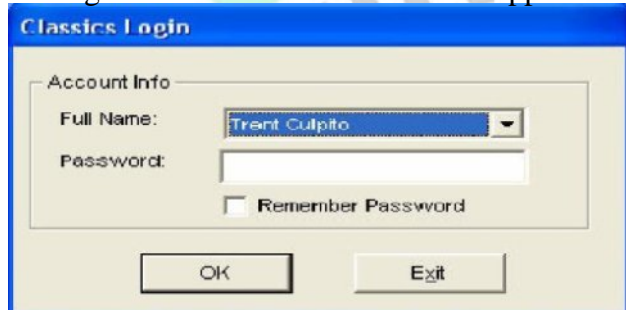 Classics Login
Account Info
Full Name: Trent Culpito
Password:
Remember Password
OK Exit